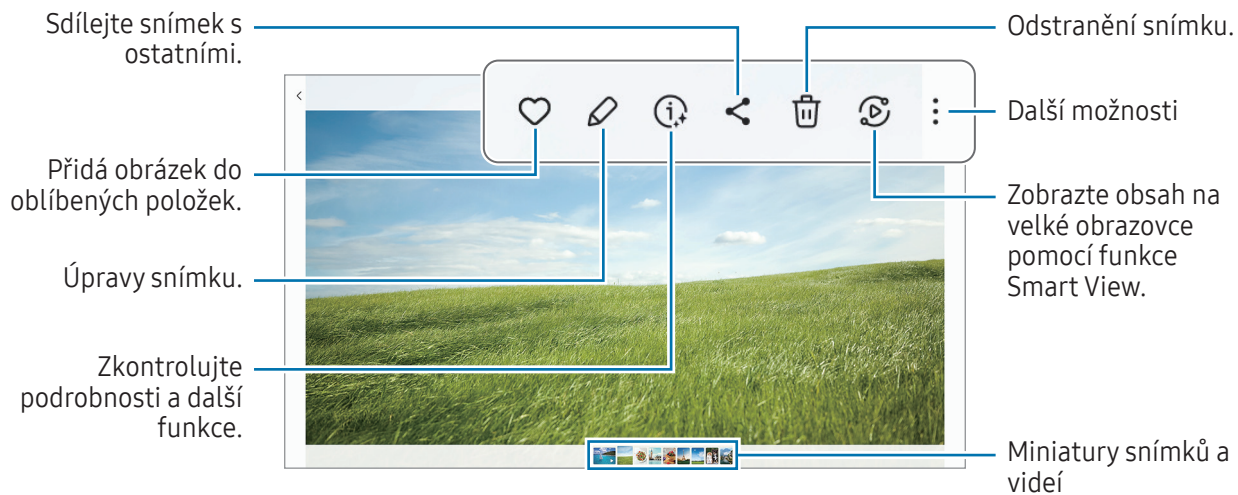 Sdílejte snímek s
ostatními.
Přidá obrázek do
oblíbených položek.
Úpravy snímku.
Zkontrolujte
podrobnosti a další
funkce.
Odstranění snímku.
Další možnosti
Zobrazte obsah na
velké obrazovce
pomocí funkce
Smart View.
Miniatury snímků a
videí